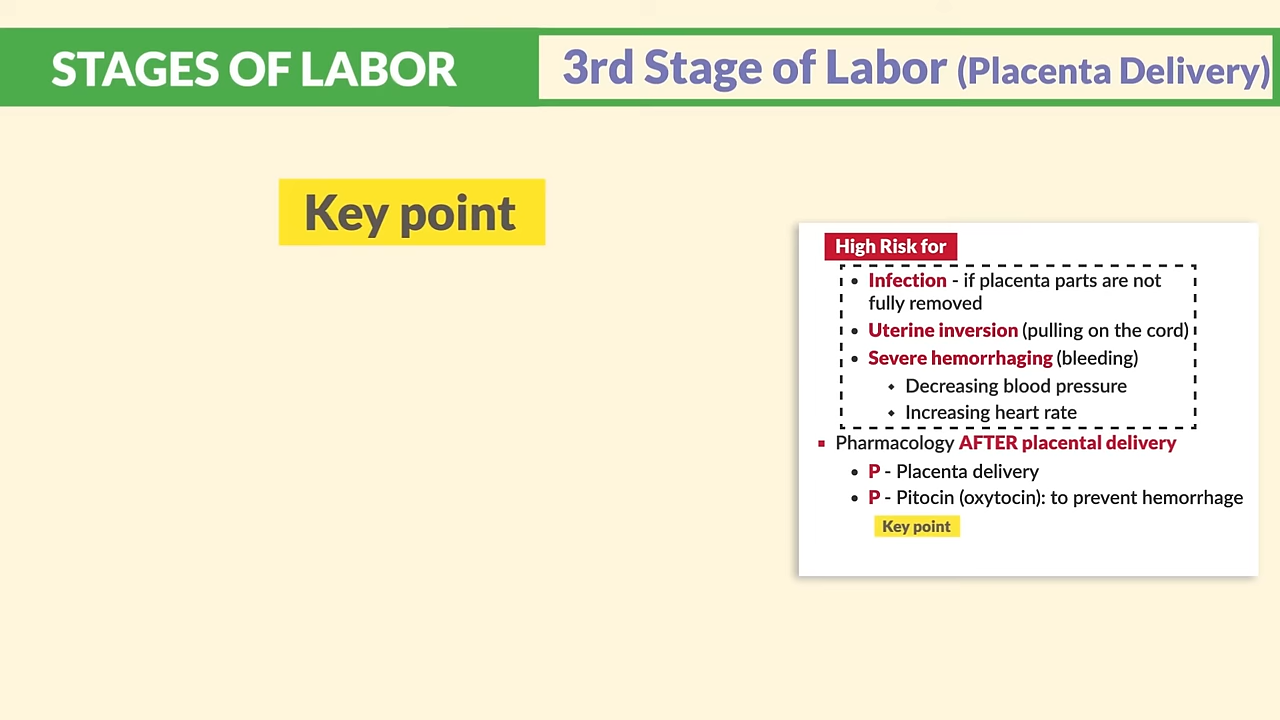 STAGES OF LABOR
3rd Stage of Labor (Placenta Delivery)
Key point
High Risk for
• Infection - if placenta parts are not
fully removed
• Uterine inversion (pulling on the cord)
• Severe hemorrhaging (bleeding)
◆ Decreasing blood pressure
◆ Increasing heart rate
▪ Pharmacology AFTER placental delivery
• P - Placenta delivery
• P - Pitocin (oxytocin): to prevent hemorrhage
Key point